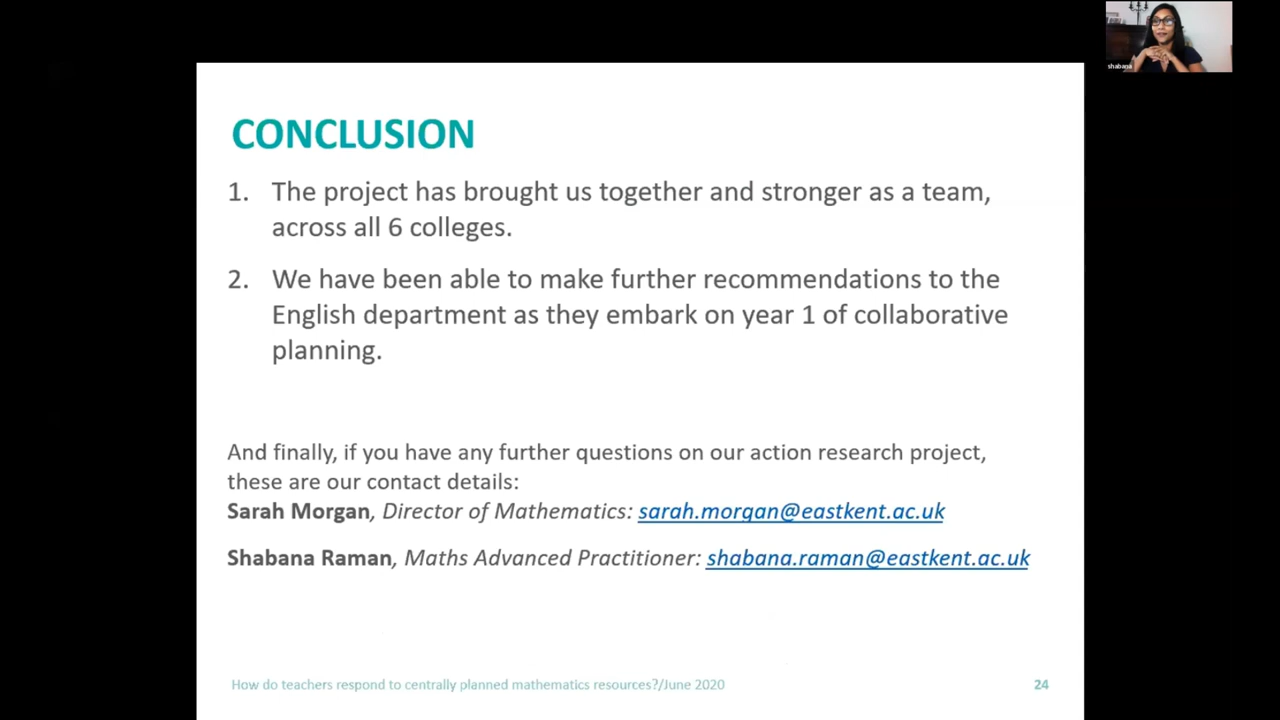 shabana
CONCLUSION
1. The project has brought us together and stronger as a team,
across all 6 colleges.
2. We have been able to make further recommendations to the
English department as they embark on year 1 of collaborative
planning.
And finally, if you have any further questions on our action research project,
these are our contact details:
Sarah Morgan, Director of Mathematics: sarah.morgan@eastkent.ac.uk
Shabana Raman, Maths Advanced Practitioner: shabana.raman@eastkent.ac.uk
How do teachers respond to centrally planned mathematics resources?/June 2020 24